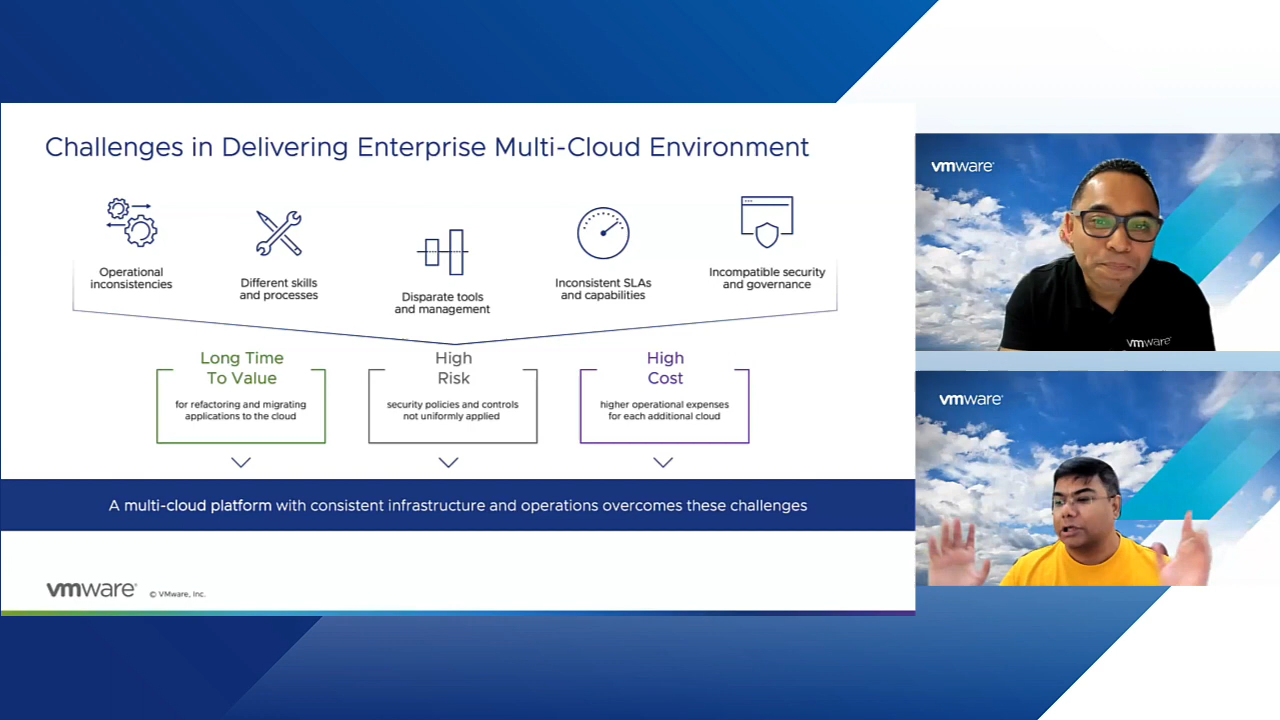 Challenges in Delivering Enterprise Multi-Cloud Environment
Operational
inconsistencies
Different skills
and processes
Disparate tools
and management
Inconsistent SLAs
and capabilities
Incompatible security
and governance
Long Time
To Value
for refactoring and migrating
applications to the cloud
High
Risk
security policies and controls
not uniformly applied
High
Cost
higher operational expenses
for each additional cloud
A multi-cloud platform with consistent infrastructure and operations overcomes these challenges
vmware®
© VMware, Inc.
vmware®
vmware®
vmware®